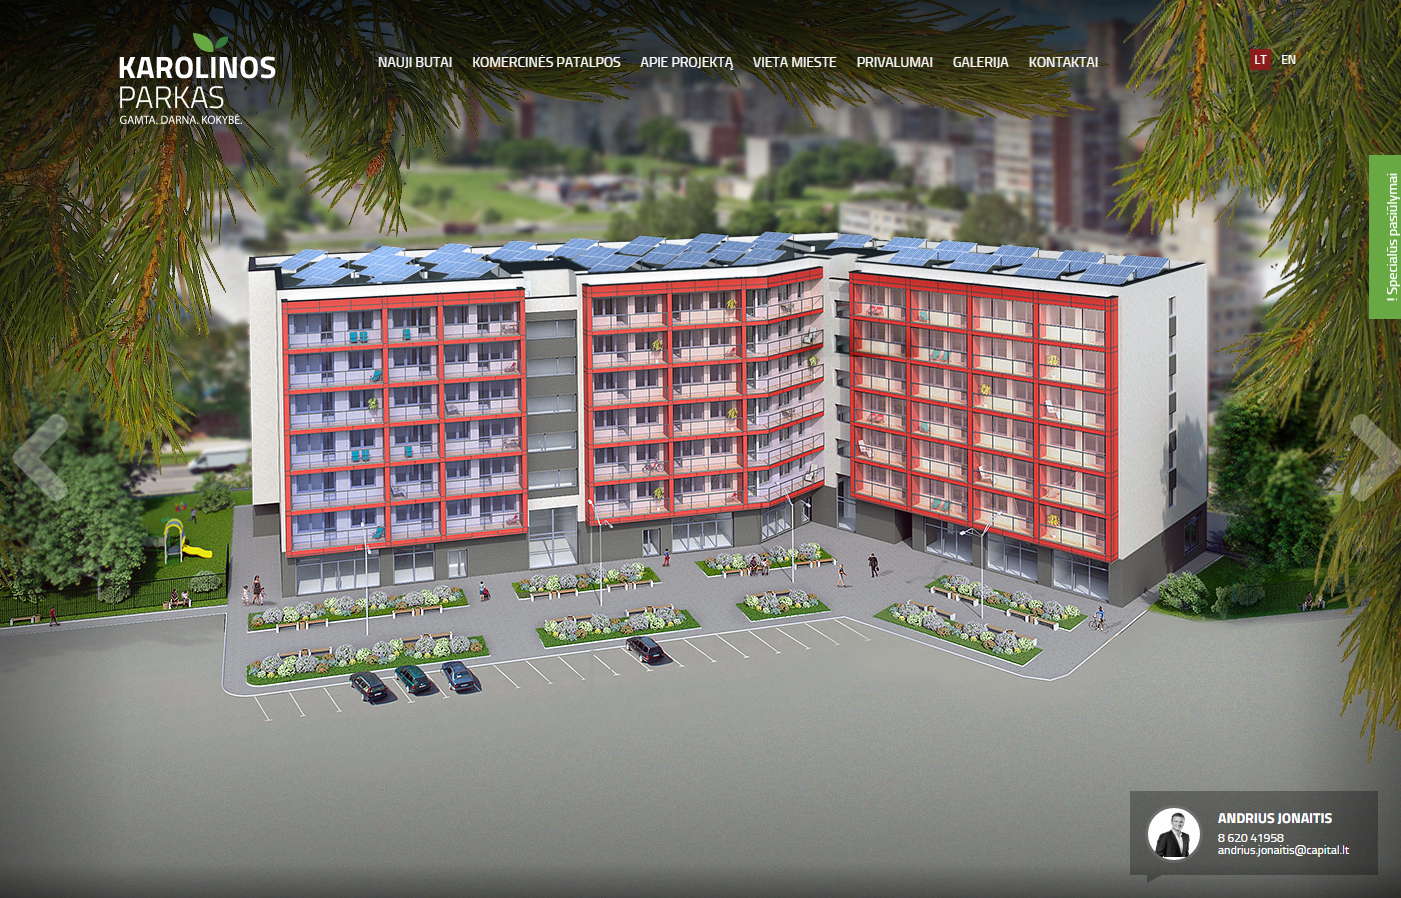 KAROLINOS
PARKAS
GAMTA. DARNA. KOKYBĖ.
NAUJI BUTAI
KOMERCINĖS PATALPOS
APIE PROJEKTĄ
VIETA MIESTE
PRIVALUMAI
GALERIJA
KONTAKTAI
LT
EN
! Specialūs pasiūlymai
ANDRIUS JONAITIS
8 620 41958
andrius.jonaitis@capital.lt